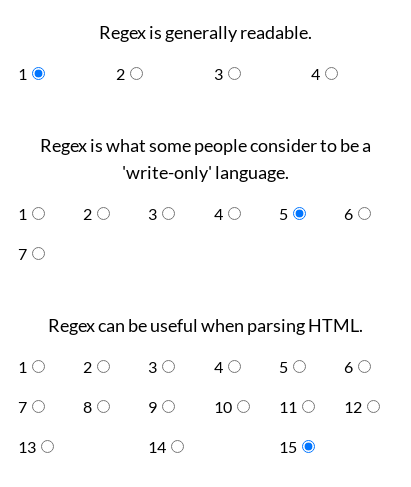 Regex is generally readable.
1 2 3 4
Regex is what some people consider to be a
'write-only' language.
1 2 3 4 5 6
7
Regex can be useful when parsing HTML.
1 2 3 4 5 6
7 8 9 10 11 12
13 14 15